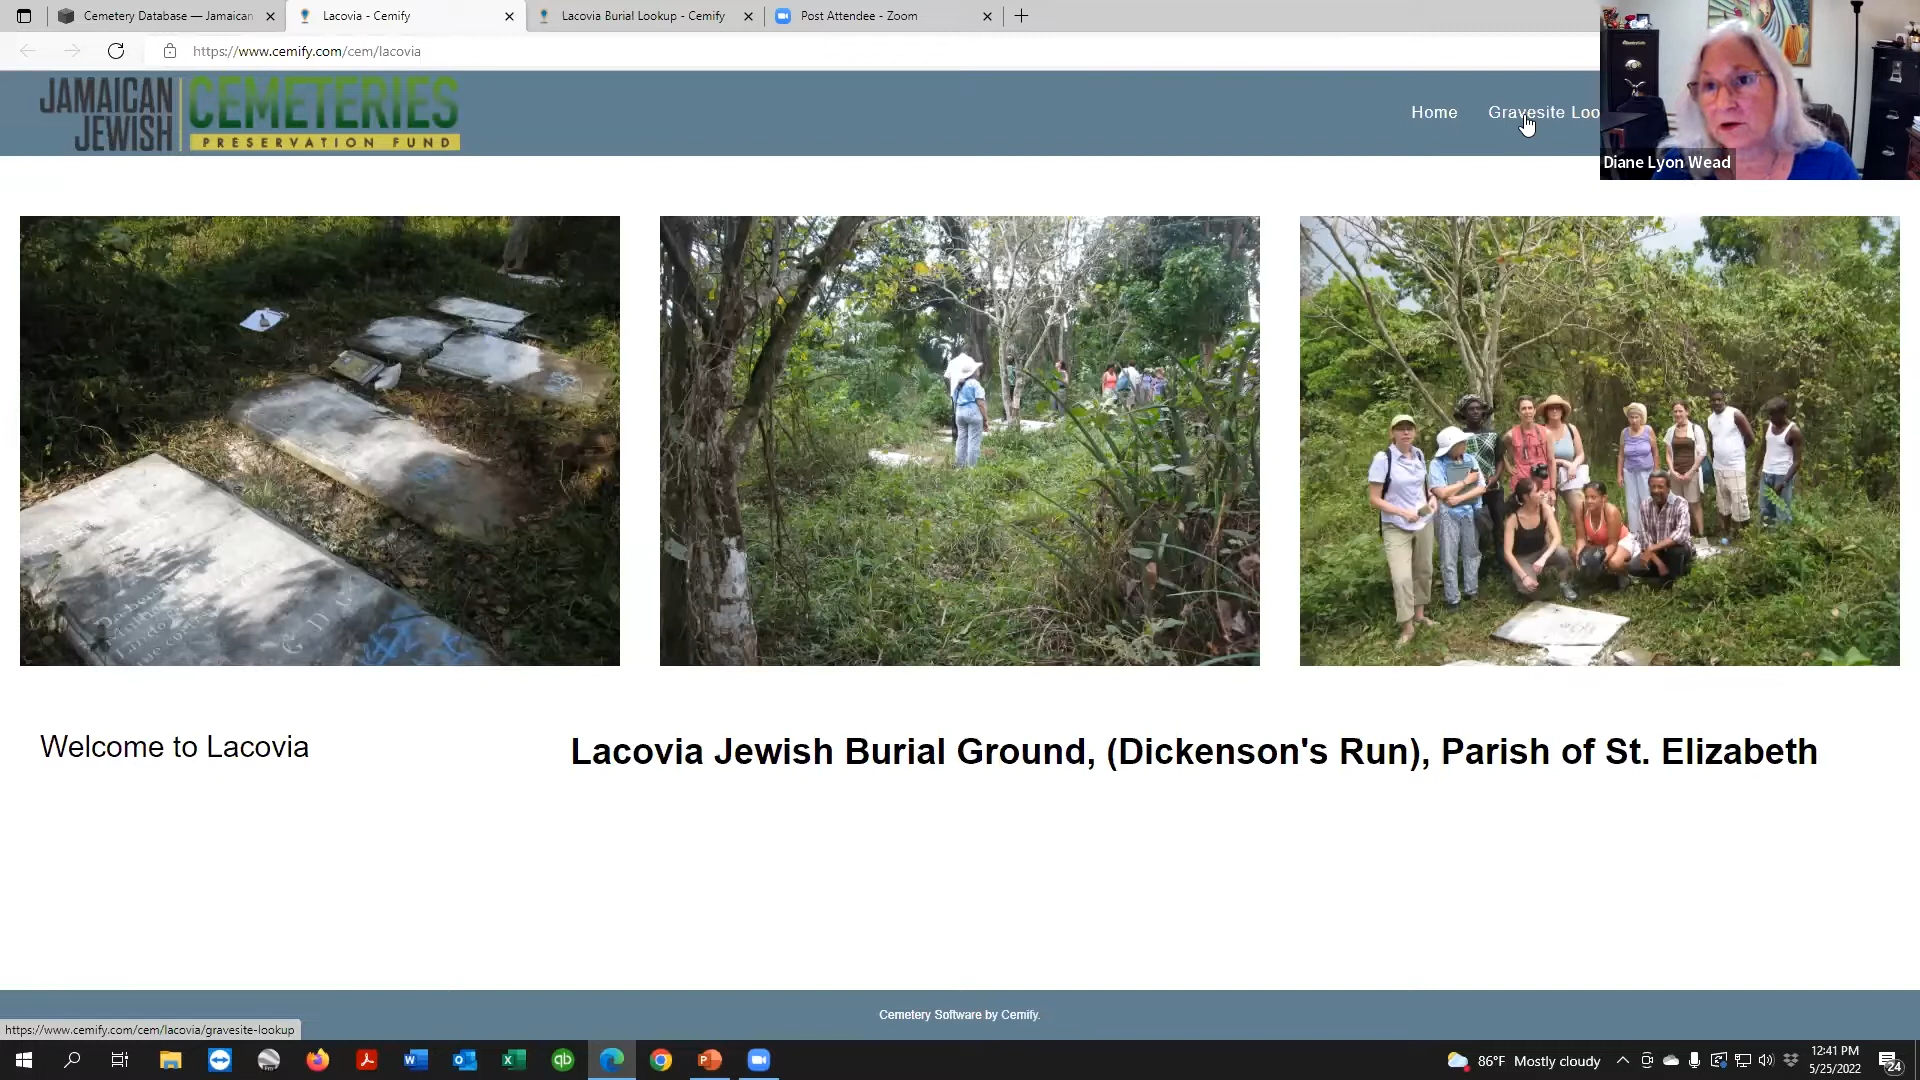 Cemetery Database — Jamaican
Lacovia - Cemify
Lacovia Burial Lookup - Cemify
Post Attendee - Zoom
https://www.cemify.com/cem/lacovia
JAMAICAN JEWISH
CEMETERIES
PRESERVATION FUND
Home
Gravesite Loo
Diane Lyon Wead
Welcome to Lacovia
Lacovia Jewish Burial Ground, (Dickenson's Run), Parish of St. Elizabeth
Cemetery Software by Cemify.
https://www.cemify.com/cem/lacovia/gravesite-lookup
86°F Mostly cloudy
12:41 PM
5/25/2022
24